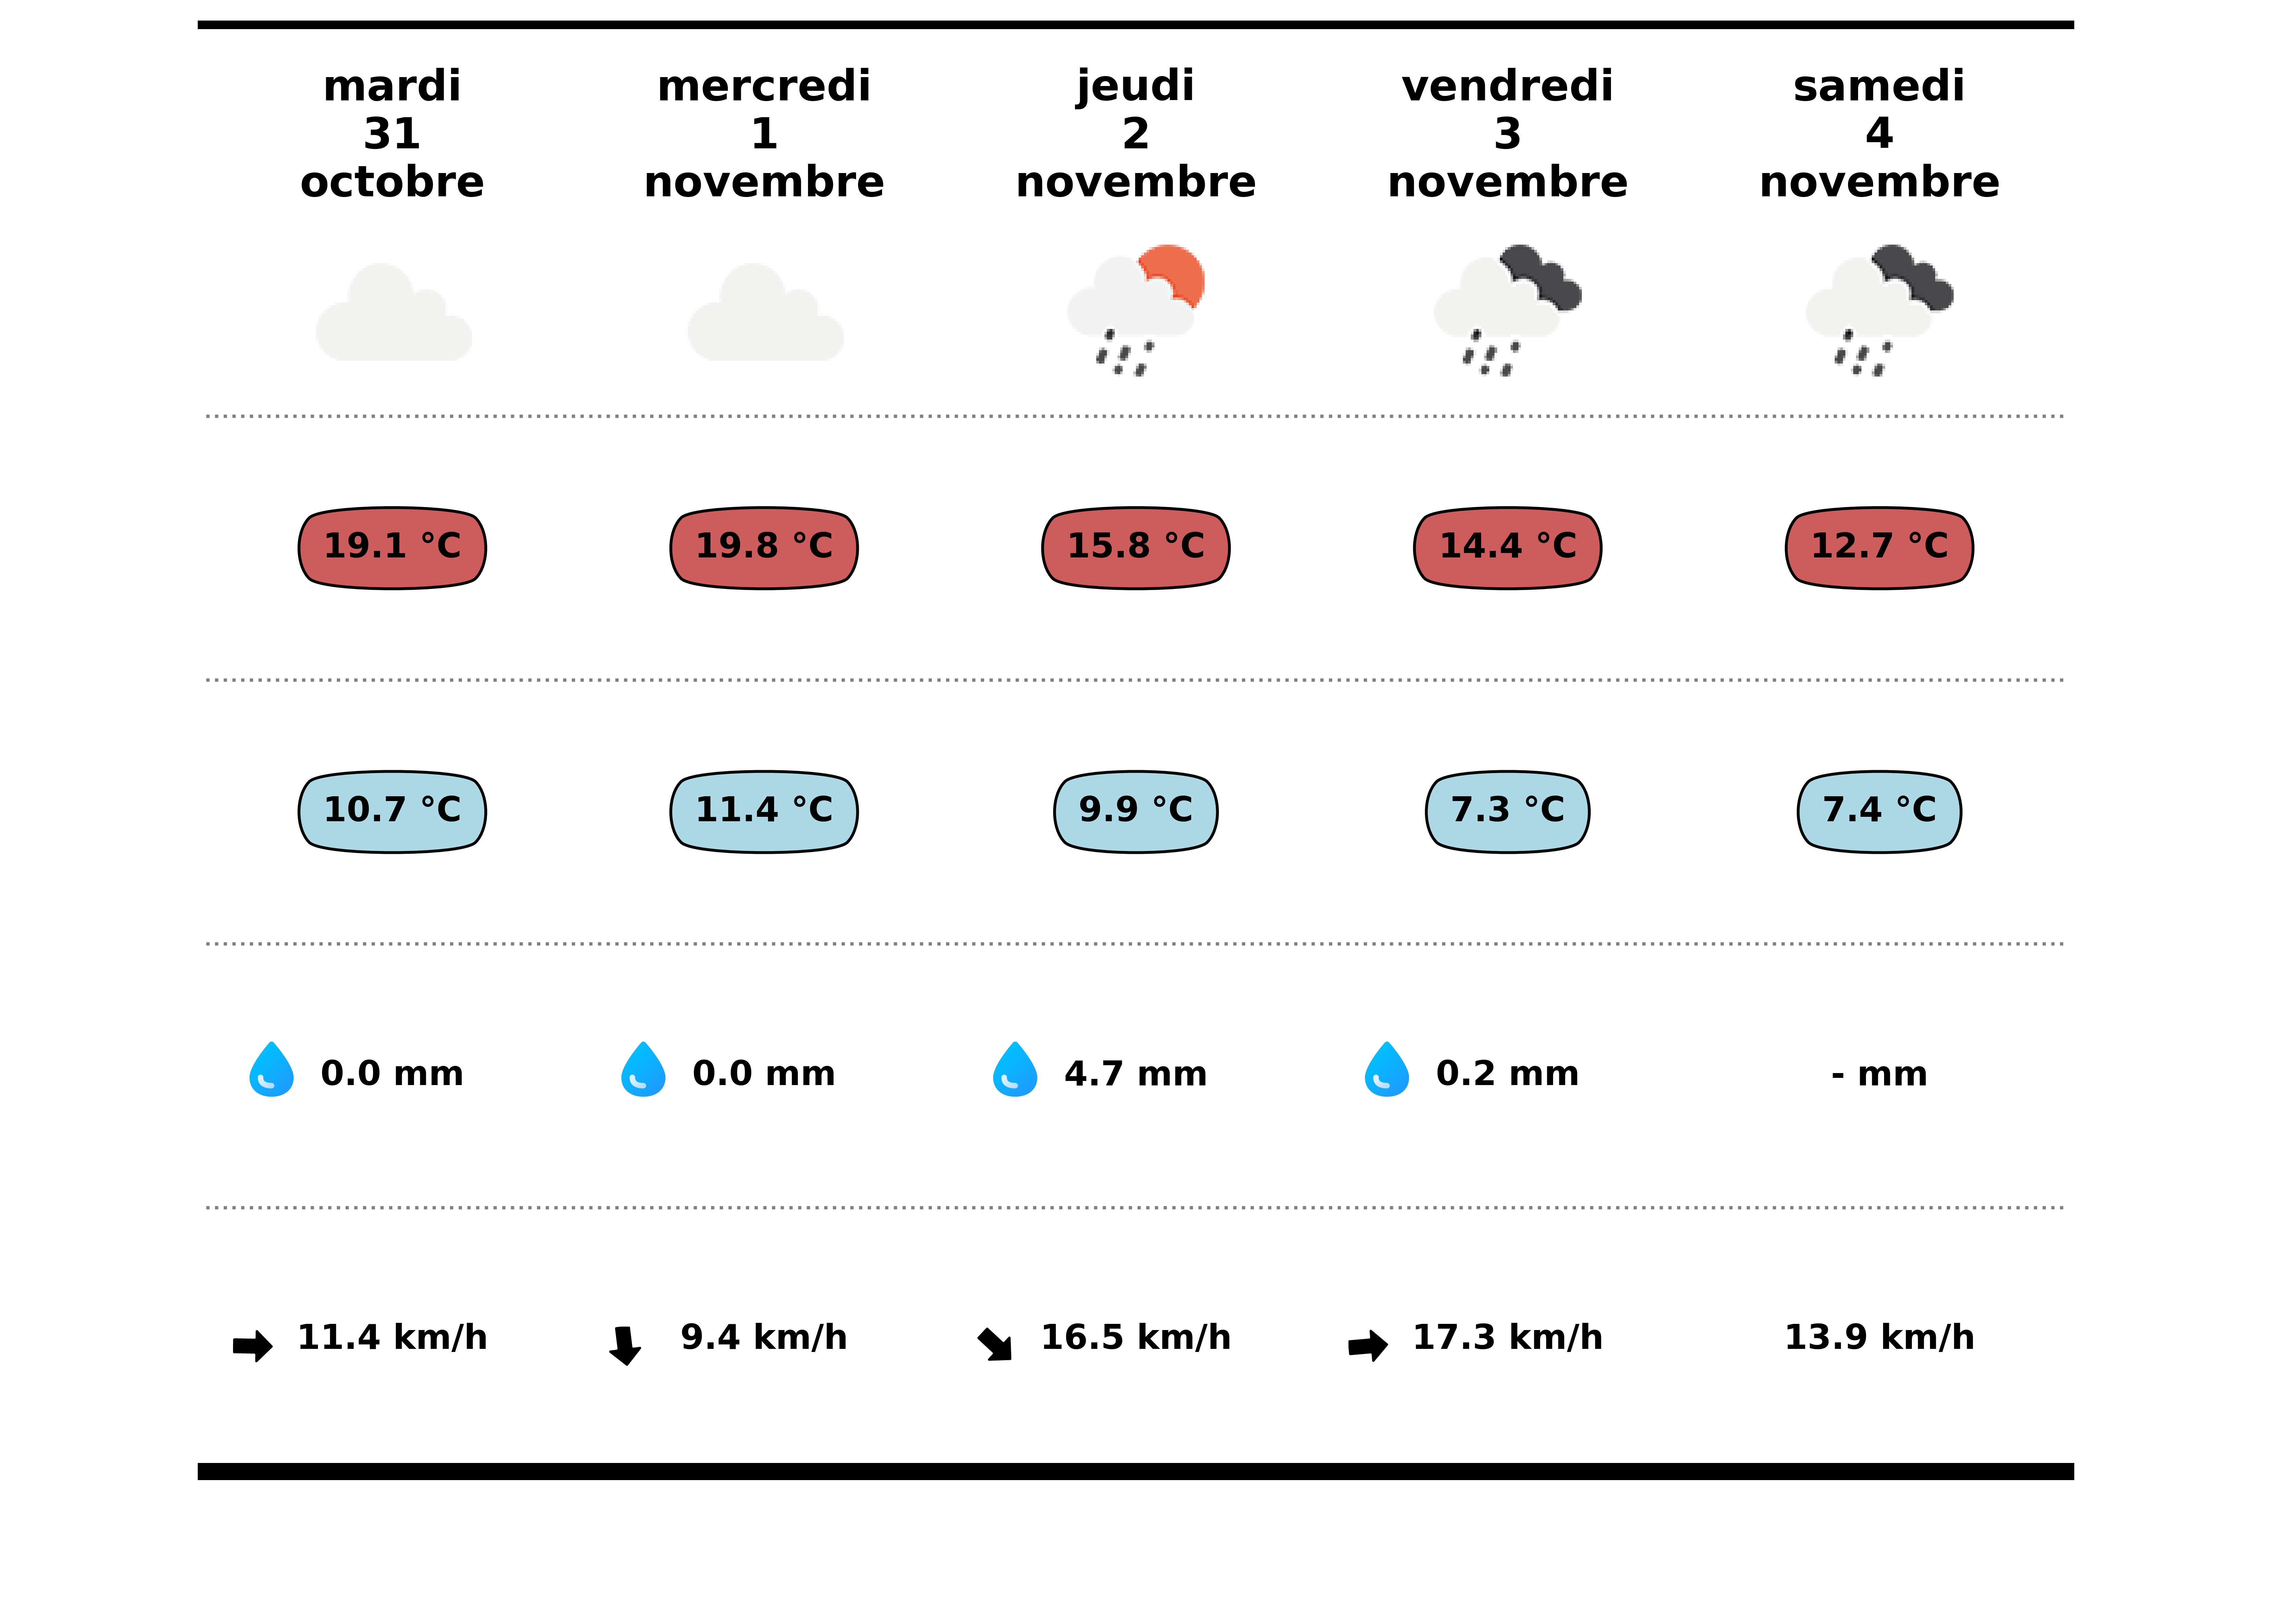 mardi
31
octobre
mercredi
1
novembre
jeudi
2
novembre
vendredi
3
novembre
samedi
4
novembre
19.1 °C
19.8 °C
15.8 °C
14.4 °C
12.7 °C
10.7 °C
11.4 °C
9.9 °C
7.3 °C
7.4 °C
0.0 mm
0.0 mm
4.7 mm
0.2 mm
- mm
11.4 km/h
9.4 km/h
16.5 km/h
17.3 km/h
13.9 km/h